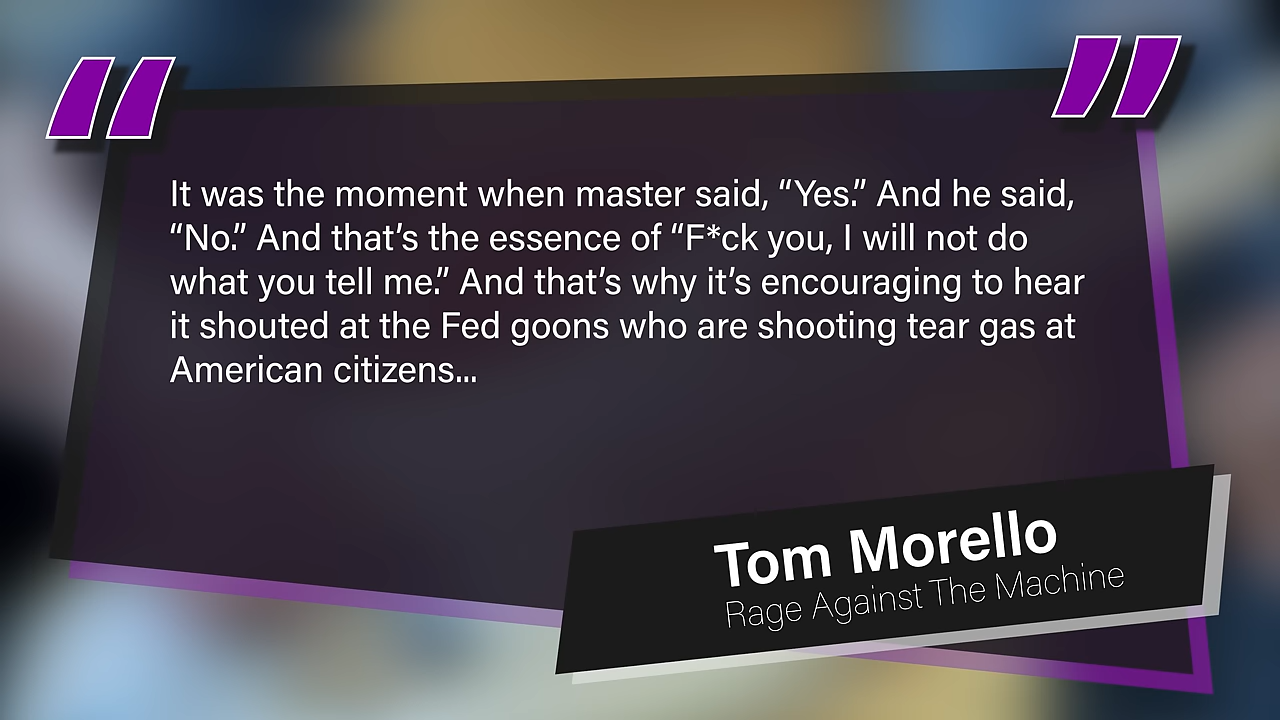 It was the moment when master said, “Yes.” And he said,
“No.” And that’s the essence of “F*ck you, I will not do
what you tell me.” And that’s why it’s encouraging to hear
it shouted at the Fed goons who are shooting tear gas at
American citizens...
Tom Morello
Rage Against The Machine